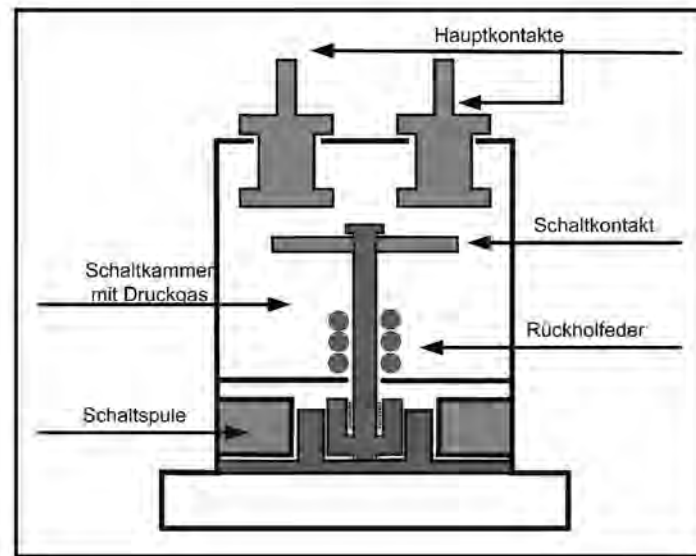 Hauptkontakte
Schaltkontakt
Schaltkammer
mit Druckgas
Rückholfeder
Schaltspule